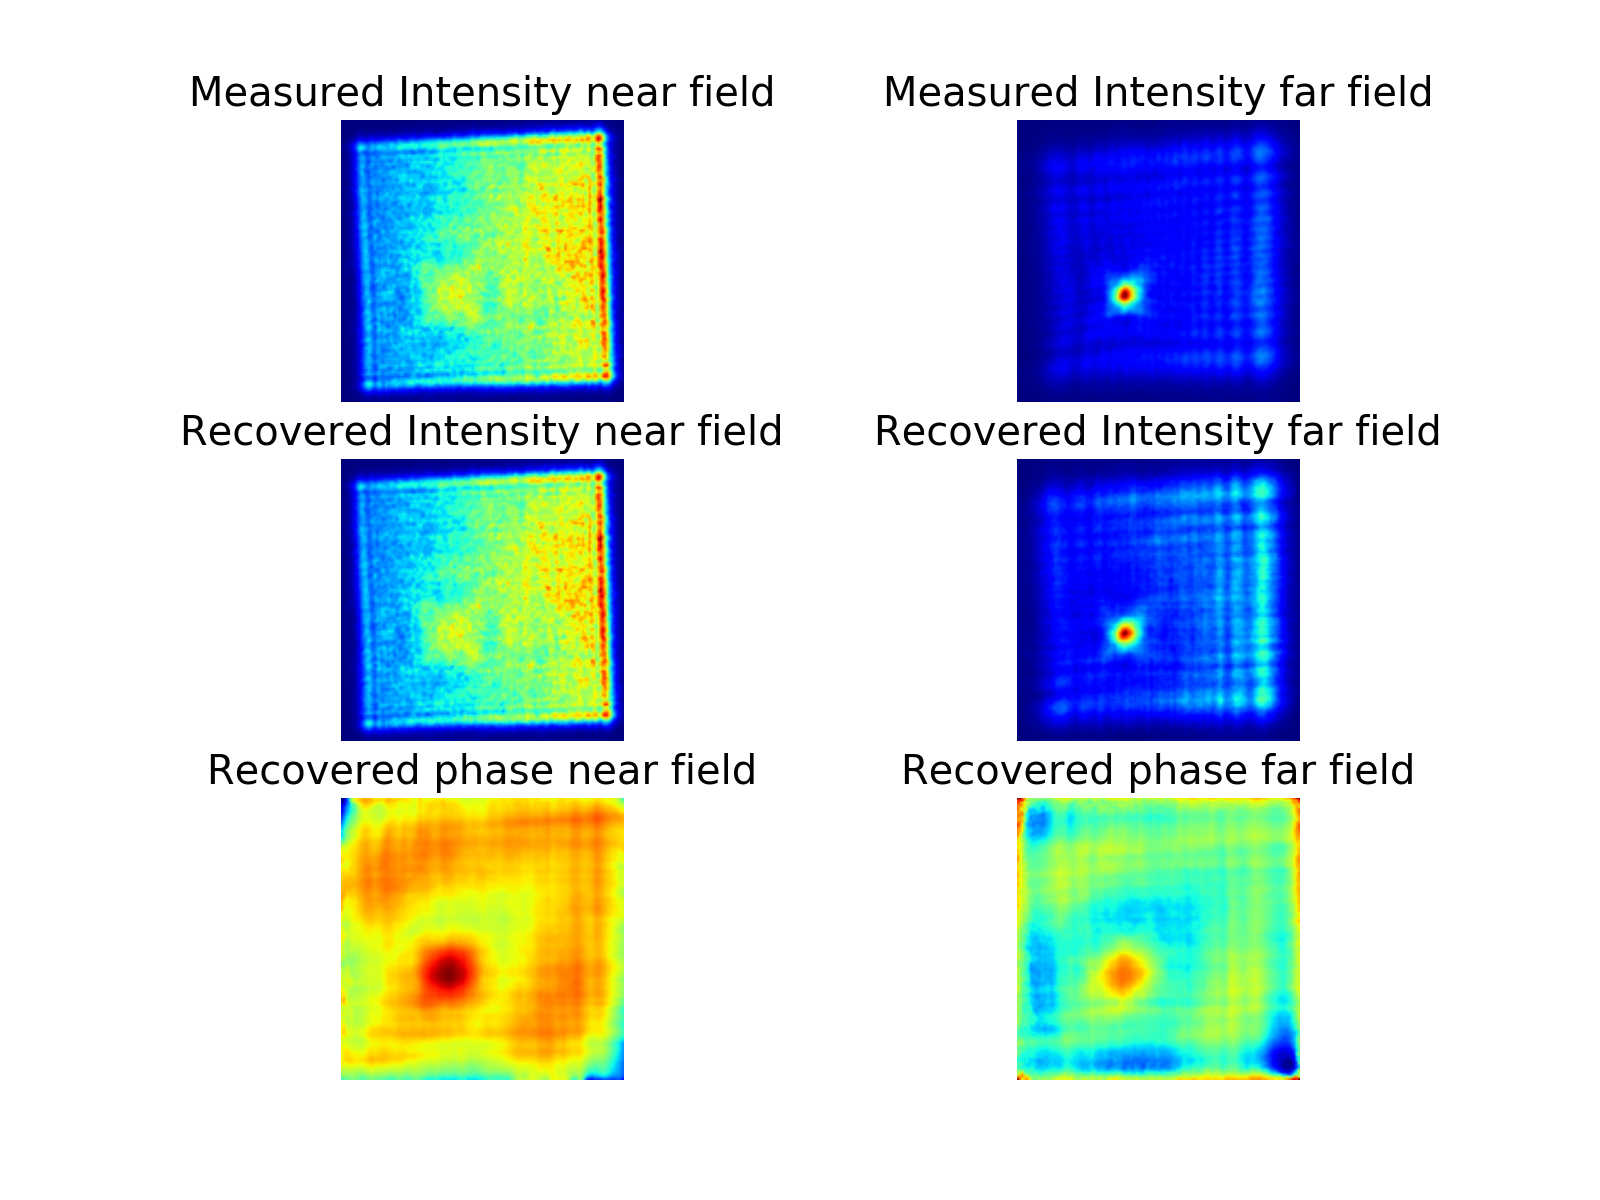 Measured Intensity near field
Measured Intensity far field
Recovered Intensity near field
Recovered Intensity far field
Recovered phase near field
Recovered phase far field